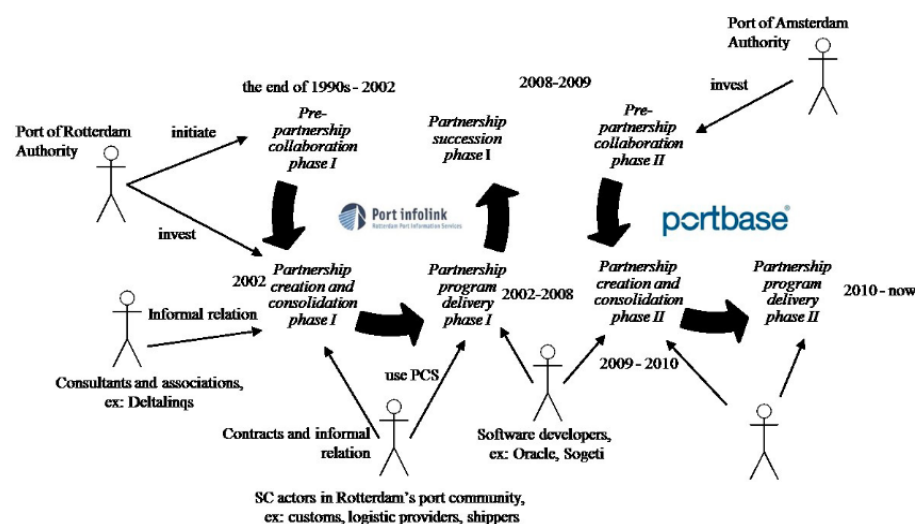 Port of Amsterdam
Authority
the end of 1990s - 2002
2008-2009
invest
Port of Rotterdam
Authority
initiate
Pre-
partnership
collaboration
phase I
Partnership
succession
phase I
Pre-
partnership
collaboration
phase II
Port infolink
Rotterdam Port Information Services
portbase®
invest
2002
Partnership
creation and
consolidation
phase I
Partnership
program
delivery
phase I
2002-2008
Partnership
creation and
consolidation
phase II
Partnership
program
delivery
phase II
2010 - now
Informal relation
Consultants and associations,
ex: Deltalinqs
use PCS
2009 - 2010
Contracts and informal
relation
Software developers,
ex: Oracle, Sogeti
SC actors in Rotterdam's port community,
ex: customs, logistic providers, shippers